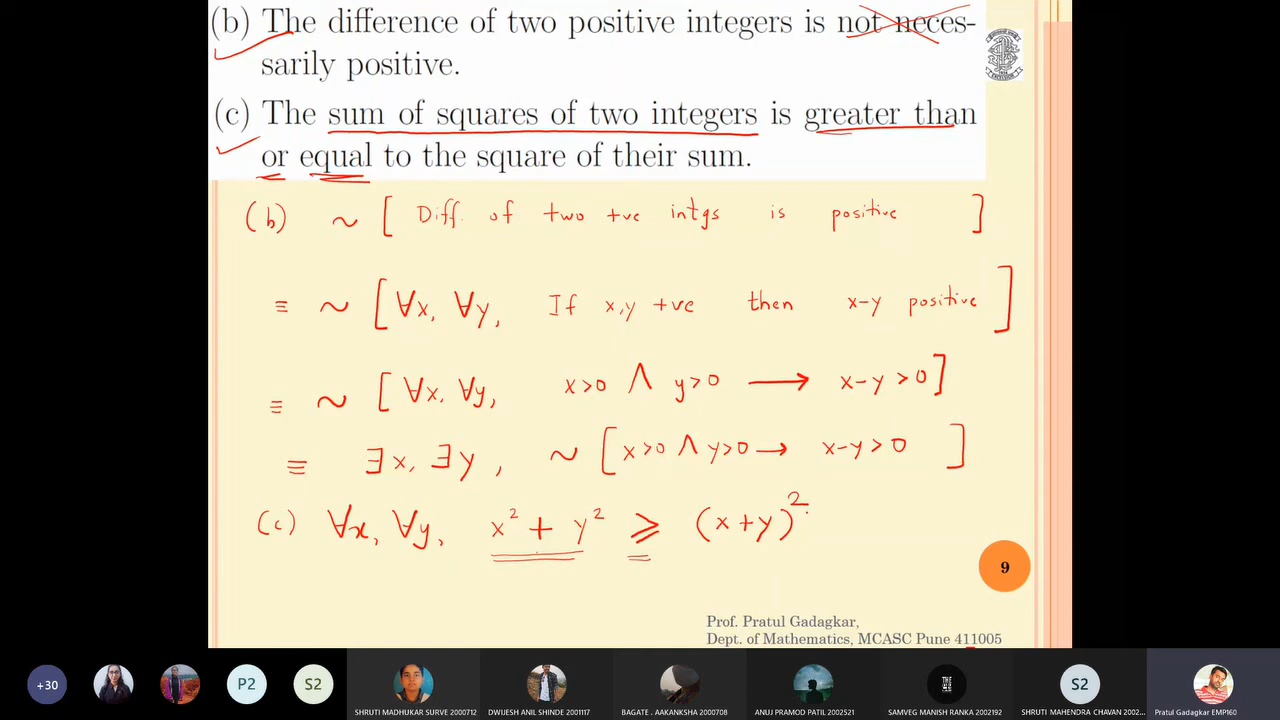 (b) The difference of two positive integers is not neces-
sarily positive.
(c) The sum of squares of two integers is greater than
or equal to the square of their sum.
(b) ~ [ Diff. of two +ve intgs is positive ]
≡ ~ [ ∀x, ∀y, If x,y +ve then x-y positive ]
≡ ~ [ ∀x, ∀y, x>0 ∧ y>0 ⟶ x-y>0 ]
≡ ∃x, ∃y, ~ [ x>0 ∧ y>0 → x-y>0 ]
(c) ∀x, ∀y, x² + y² ⩾ (x+y)²
9
Prof. Pratul Gadagkar,
Dept. of Mathematics, MCASC Pune 411005
+30
P2
S2
SHRUTI MADHUKAR SURVE 2000712
DWIJESH ANIL SHINDE 2001117
BAGATE . AAKANKSHA 2000708
ANUJ PRAMOD PATIL 2002521
SAMVEG MANISH RANKA 2002192
S2
SHRUTI MAHENDRA CHAVAN 2002...
Pratul Gadagkar EMP160